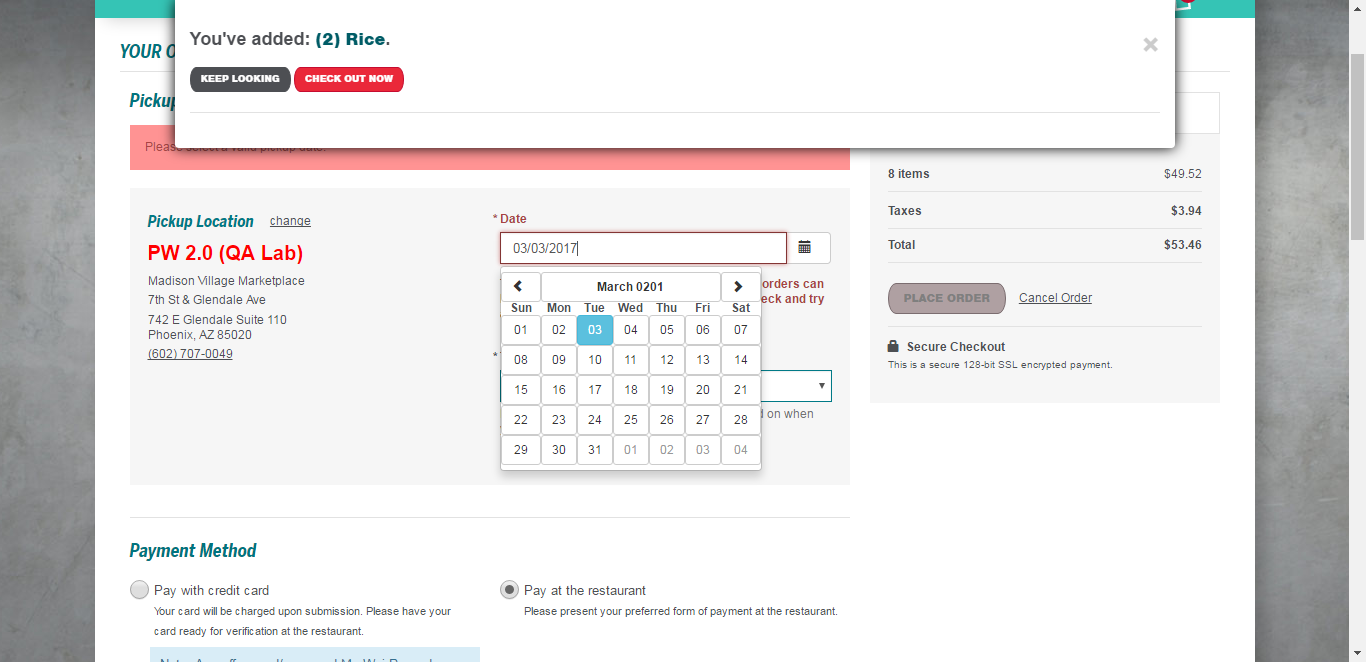 You've added: (2) Rice.
KEEP LOOKING CHECK OUT NOW
YOUR O
Pickup
Please select a valid pickup date.
Pickup Location change
PW 2.0 (QA Lab)
Madison Village Marketplace
7th St & Glendale Ave
742 E Glendale Suite 110
Phoenix, AZ 85020
(602) 707-0049
* Date
03/03/2017
orders can
eck and try
March 0201
Sun Mon Tue Wed Thu Fri Sat
01 02 03 04 05 06 07
08 09 10 11 12 13 14
15 16 17 18 19 20 21
22 23 24 25 26 27 28
29 30 31 01 02 03 04
*
d on when
8 items $49.52
Taxes $3.94
Total $53.46
PLACE ORDER Cancel Order
Secure Checkout
This is a secure 128-bit SSL encrypted payment.
Payment Method
Pay with credit card
Your card will be charged upon submission. Please have your
card ready for verification at the restaurant.
Pay at the restaurant
Please present your preferred form of payment at the restaurant.